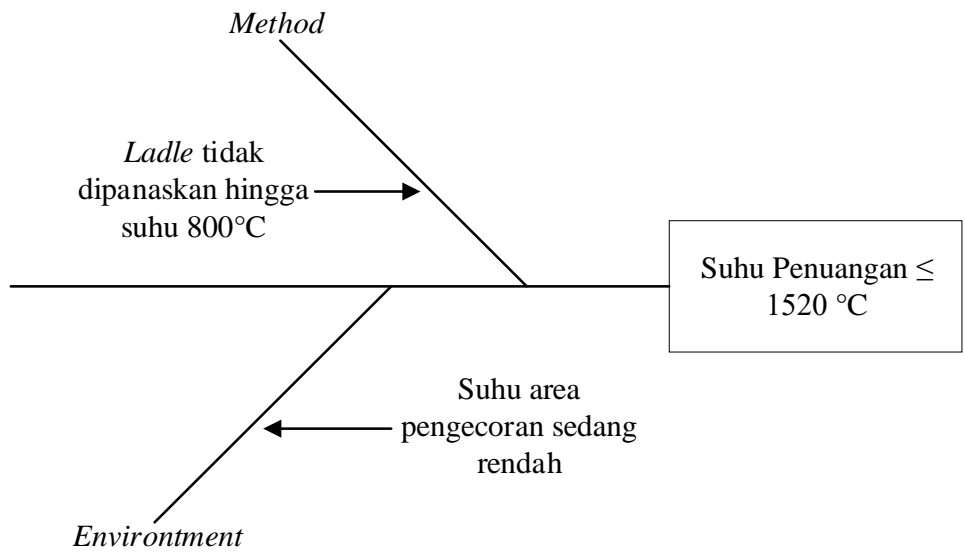 Method
Ladle tidak
dipanaskan hingga
suhu 800°C
Suhu Penuangan ≤
1520 °C
Suhu area
pengecoran sedang
rendah
Environtment